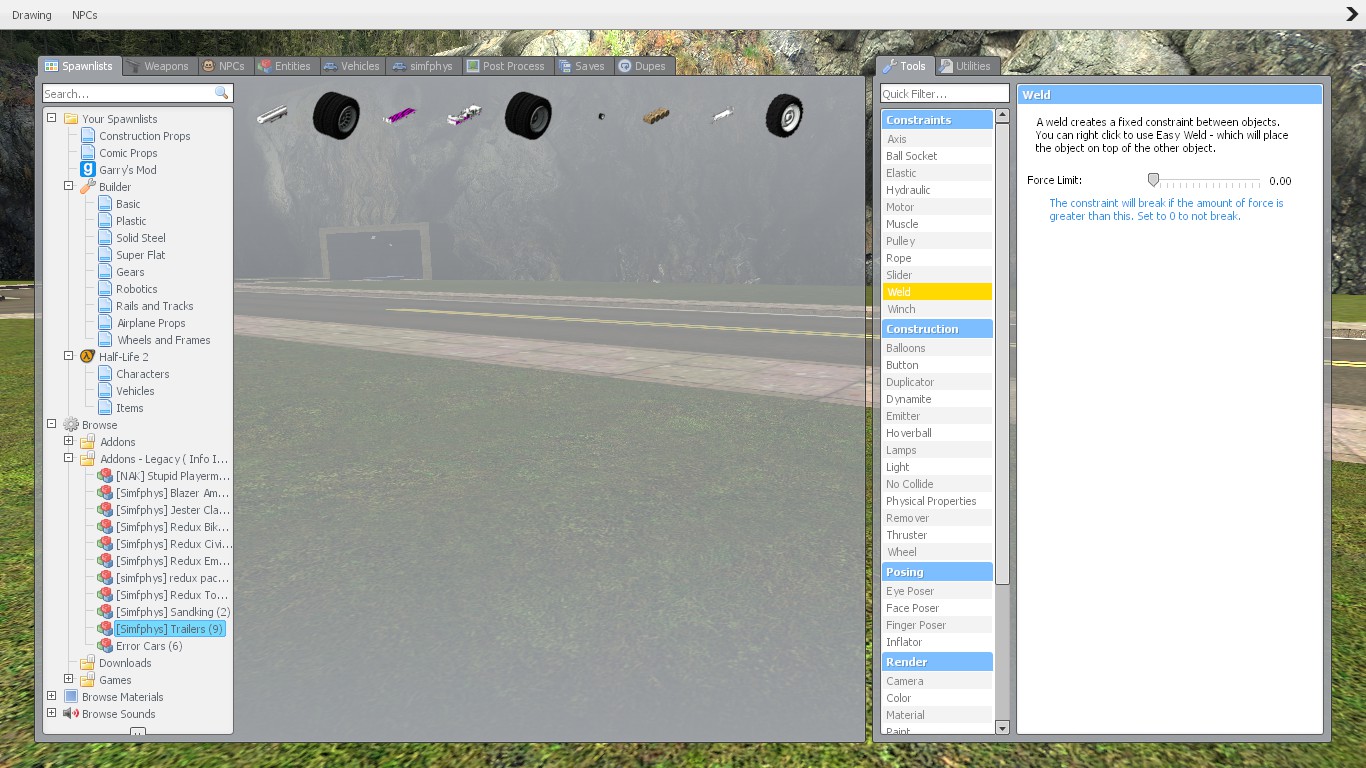 Drawing NPCs
Spawnlists Weapons NPCs Entities Vehicles simfphys Post Process Saves Dupes
Search...
Your Spawnlists
Construction Props
Comic Props
Garry's Mod
Builder
Basic
Plastic
Solid Steel
Super Flat
Gears
Robotics
Rails and Tracks
Airplane Props
Wheels and Frames
Half-Life 2
Characters
Vehicles
Items
Browse
Addons
Addons - Legacy ( Info I...
[NAK] Stupid Playerm...
[Simfphys] Blazer Am...
[Simfphys] Jester Cla...
[Simfphys] Redux Bik...
[Simfphys] Redux Civi...
[Simfphys] Redux Em...
[simfphys] redux pac...
[Simfphys] Redux To...
[Simfphys] Sandking (2)
[Simfphys] Trailers (9)
Error Cars (6)
Downloads
Games
Browse Materials
Browse Sounds
Tools Utilities
Quick Filter...
Constraints
Axis
Ball Socket
Elastic
Hydraulic
Motor
Muscle
Pulley
Rope
Slider
Weld
Winch
Construction
Balloons
Button
Duplicator
Dynamite
Emitter
Hoverball
Lamps
Light
No Collide
Physical Properties
Remover
Thruster
Wheel
Posing
Eye Poser
Face Poser
Finger Poser
Inflator
Render
Camera
Color
Material
Paint
Weld
A weld creates a fixed constraint between objects.
You can right click to use Easy Weld - which will place
the object on top of the other object.
Force Limit: 0.00
The constraint will break if the amount of force is
greater than this. Set to 0 to not break.